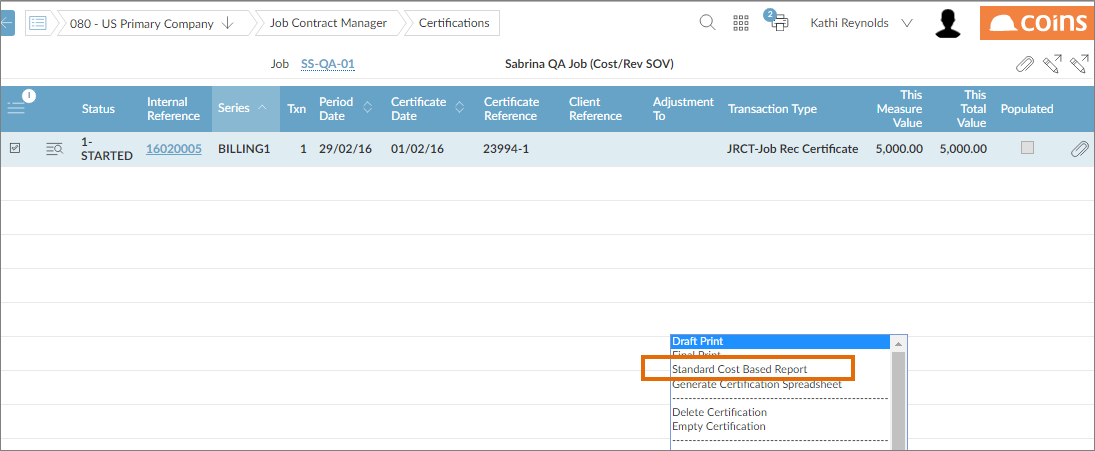 080 - US Primary Company
Job Contract Manager
Certifications
2
Kathi Reynolds
coins
Job SS-QA-01
Sabrina QA Job (Cost/Rev SOV)
!
Status
Internal Reference
Series
Txn
Period Date
Certificate Date
Certificate Reference
Client Reference
Adjustment To
Transaction Type
This Measure Value
This Total Value
Populated
1-STARTED
16020005
BILLING1
1
29/02/16
01/02/16
23994-1
JRCT-Job Rec Certificate
5,000.00
5,000.00
Draft Print
Final Print
Standard Cost Based Report
Generate Certification Spreadsheet
Delete Certification
Empty Certification